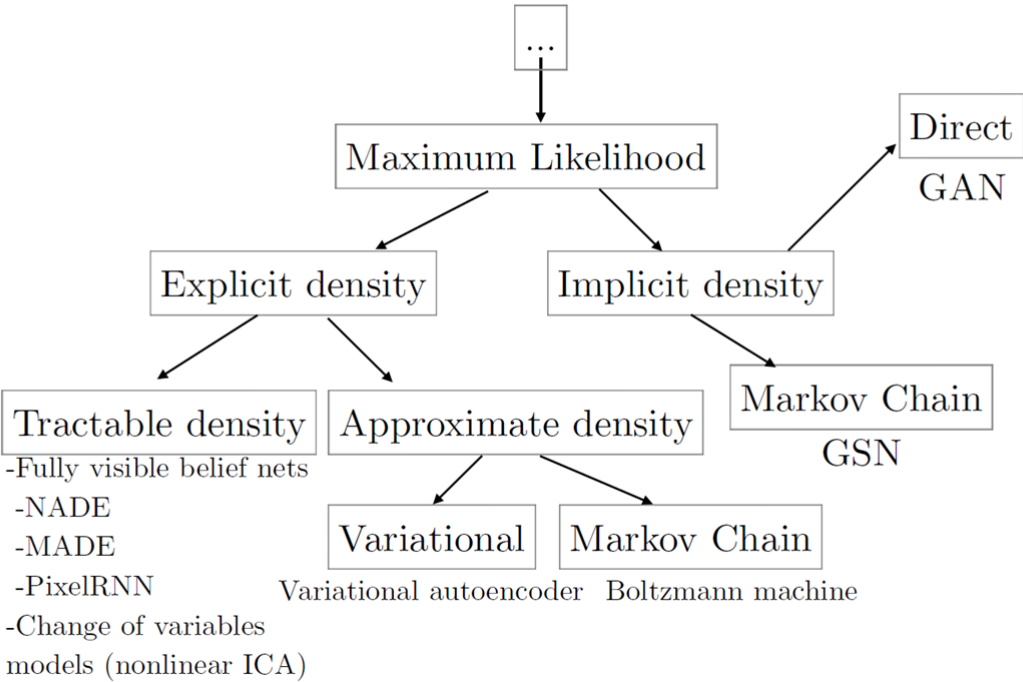 ...
Maximum Likelihood
Direct
GAN
Explicit density
Implicit density
Tractable density
-Fully visible belief nets
-NADE
-MADE
-PixelRNN
-Change of variables
models (nonlinear ICA)
Approximate density
Variational
Variational autoencoder
Markov Chain
Boltzmann machine
Markov Chain
GSN